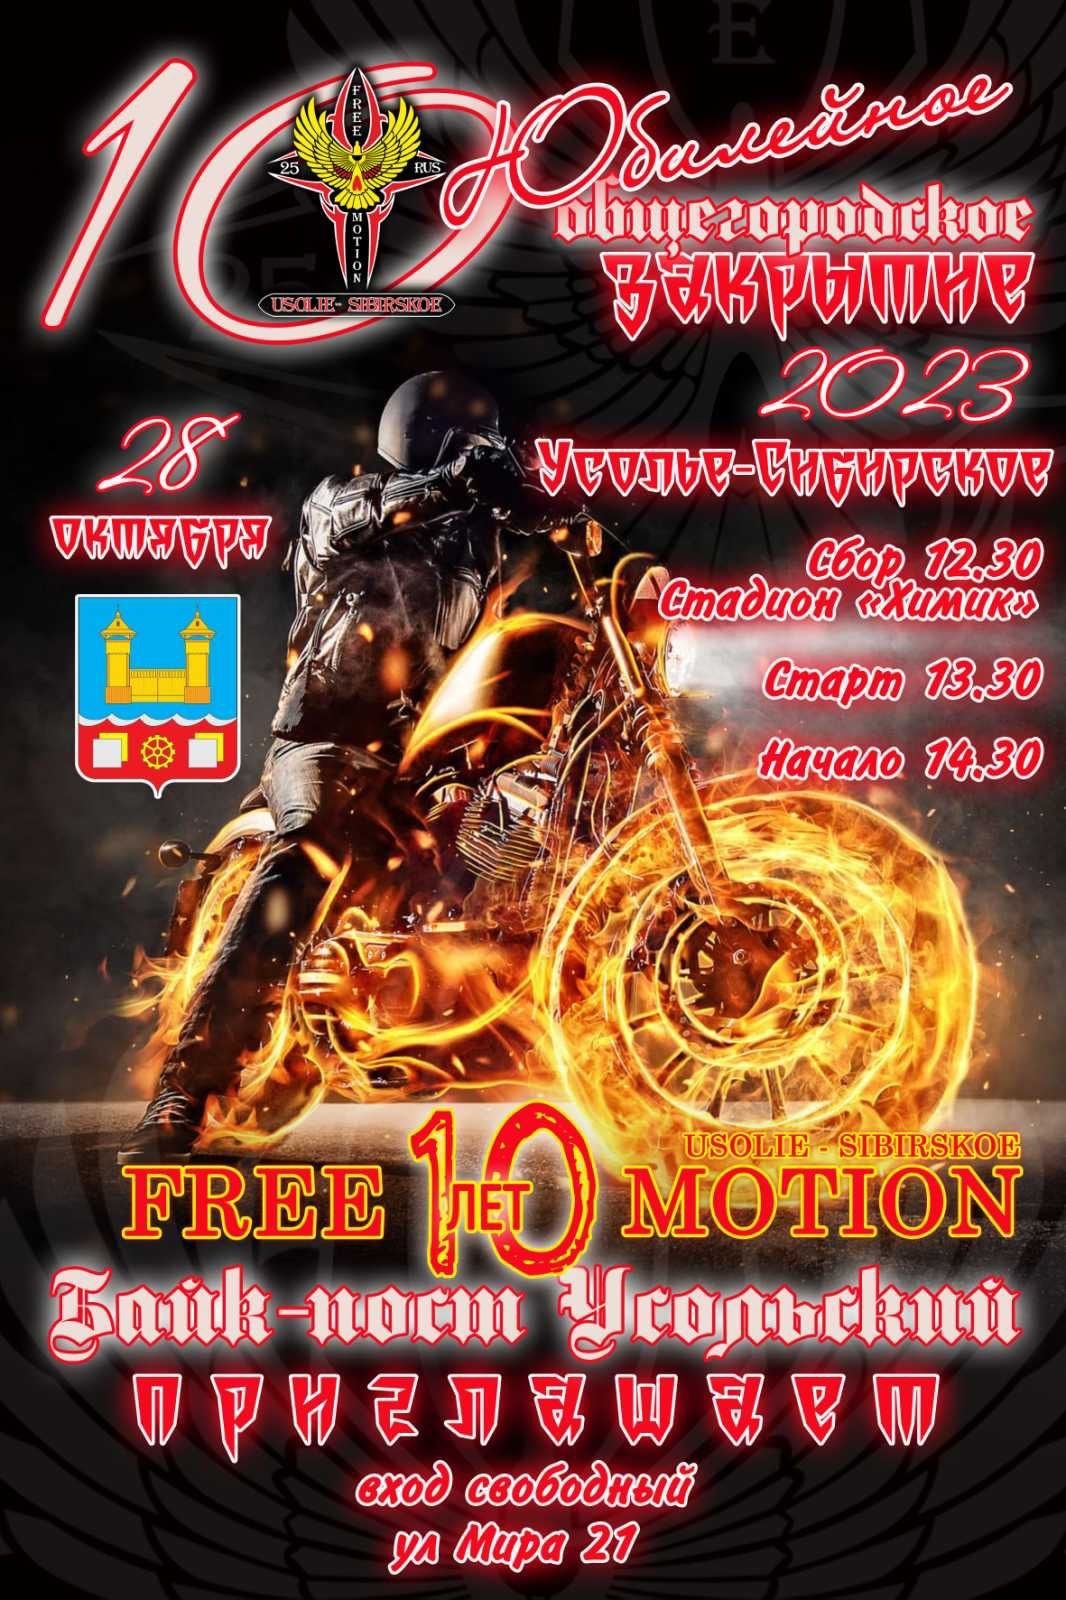 10 Юбилейное
FREE
25 RUS
MOTION
USOLIE- SIBIRSKOE
общегородское
закрытие
2023
Усолье-Сибирское
28
октября
Сбор 12.30
Стадион «Химик»
Старт 13.30
Начало 14.30
USOLIE - SIBIRSKOE
FREE 10 ЛЕТ MOTION
Байк-пост Усольский
приглашает
вход свободный
ул Мира 21